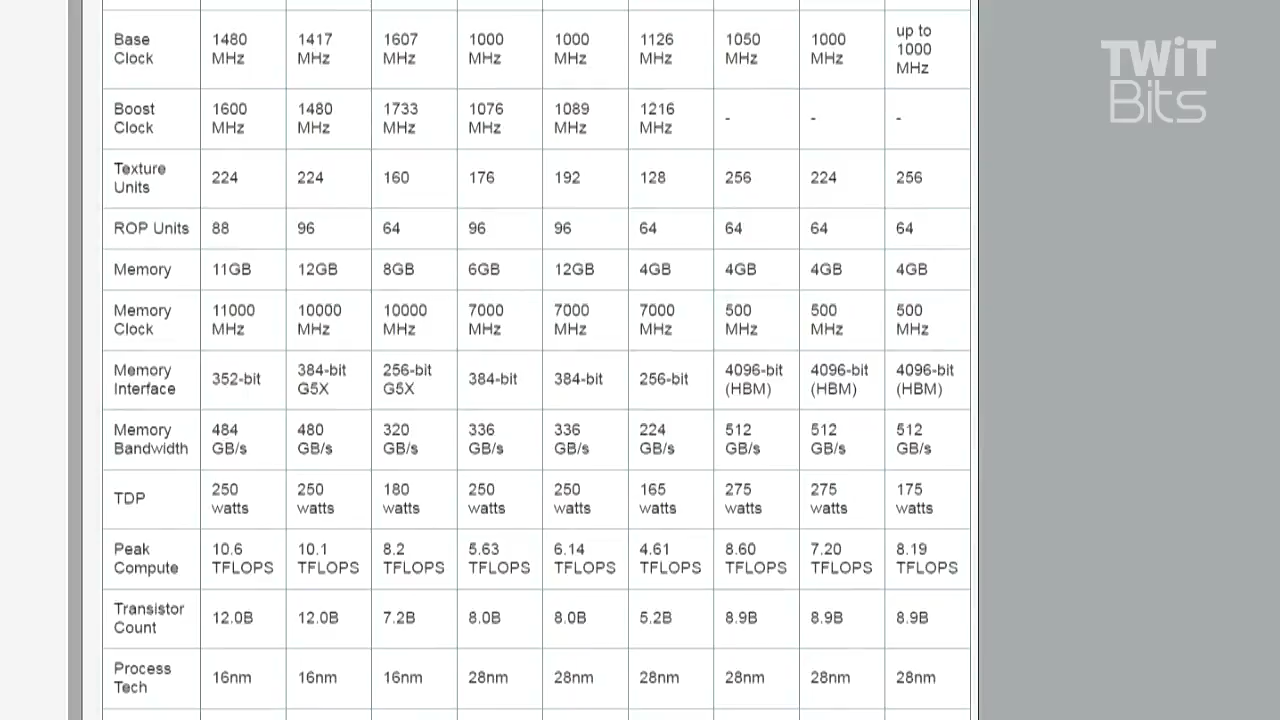 TWiT
Bits
Base Clock 1480 MHz 1417 MHz 1607 MHz 1000 MHz 1000 MHz 1126 MHz 1050 MHz 1000 MHz up to 1000 MHz
Boost Clock 1600 MHz 1480 MHz 1733 MHz 1076 MHz 1089 MHz 1216 MHz - - -
Texture Units 224 224 160 176 192 128 256 224 256
ROP Units 88 96 64 96 96 64 64 64 64
Memory 11GB 12GB 8GB 6GB 12GB 4GB 4GB 4GB 4GB
Memory Clock 11000 MHz 10000 MHz 10000 MHz 7000 MHz 7000 MHz 7000 MHz 500 MHz 500 MHz 500 MHz
Memory Interface 352-bit 384-bit G5X 256-bit G5X 384-bit 384-bit 256-bit 4096-bit (HBM) 4096-bit (HBM) 4096-bit (HBM)
Memory Bandwidth 484 GB/s 480 GB/s 320 GB/s 336 GB/s 336 GB/s 224 GB/s 512 GB/s 512 GB/s 512 GB/s
TDP 250 watts 250 watts 180 watts 250 watts 250 watts 165 watts 275 watts 275 watts 175 watts
Peak Compute 10.6 TFLOPS 10.1 TFLOPS 8.2 TFLOPS 5.63 TFLOPS 6.14 TFLOPS 4.61 TFLOPS 8.60 TFLOPS 7.20 TFLOPS 8.19 TFLOPS
Transistor Count 12.0B 12.0B 7.2B 8.0B 8.0B 5.2B 8.9B 8.9B 8.9B
Process Tech 16nm 16nm 16nm 28nm 28nm 28nm 28nm 28nm 28nm